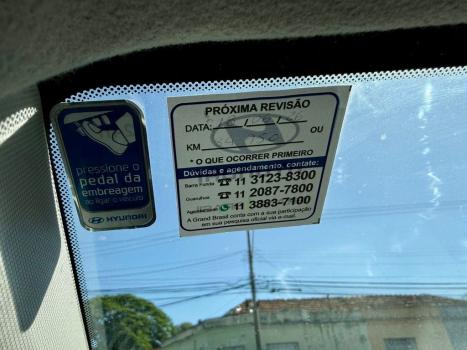 pressione o
pedal da
embreagem
ao ligar o veículo
HYUNDAI
PRÓXIMA REVISÃO
DATA: / / OU
KM
* O QUE OCORRER PRIMEIRO
Dúvidas e agendamento, contate:
Barra Funda 11 3123-8300
Guarulhos 11 2087-7800
11 3883-7100
A Grand Brasil conta com a sua participação
em sua pesquisa oficial via e-mail.